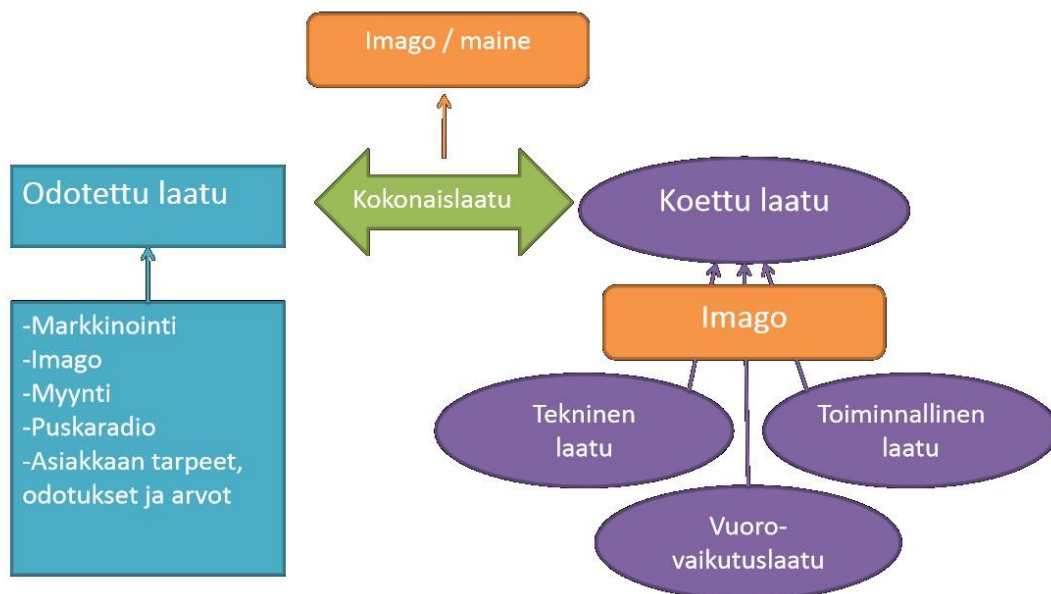 Imago / maine
Odotettu laatu
Kokonaislaatu
Koettu laatu
-Markkinointi
-Imago
-Myynti
-Puskaradio
-Asiakkaan tarpeet,
odotukset ja arvot
Imago
Tekninen
laatu
Toiminnallinen
laatu
Vuoro-
vaikutuslaatu